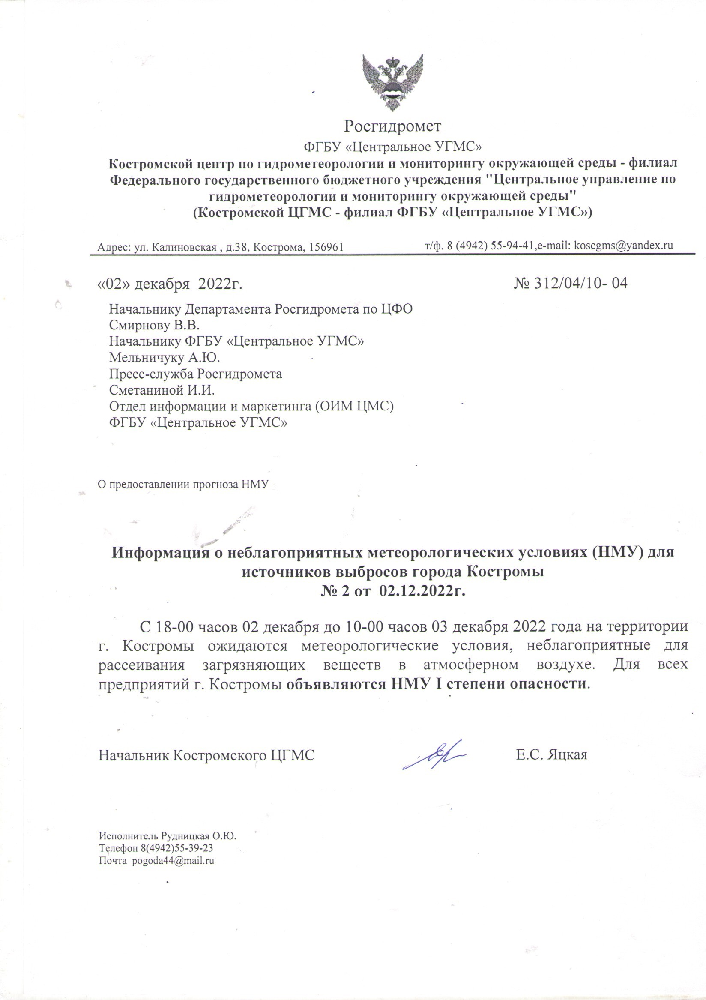 Росгидромет
ФГБУ «Центральное УГМС»
Костромской центр по гидрометеорологии и мониторингу окружающей среды - филиал
Федерального государственного бюджетного учреждения "Центральное управление по
гидрометеорологии и мониторингу окружающей среды"
(Костромской ЦГМС - филиал ФГБУ «Центральное УГМС»)
Адрес: ул. Калиновская , д.38, Кострома, 156961 т/ф. 8 (4942) 55-94-41,e-mail: koscgms@yandex.ru
«02» декабря 2022г. № 312/04/10- 04
Начальнику Департамента Росгидромета по ЦФО
Смирнову В.В.
Начальнику ФГБУ «Центральное УГМС»
Мельничуку А.Ю.
Пресс-служба Росгидромета
Сметаниной И.И.
Отдел информации и маркетинга (ОИМ ЦМС)
ФГБУ «Центральное УГМС»
О предоставлении прогноза НМУ
Информация о неблагоприятных метеорологических условиях (НМУ) для
источников выбросов города Костромы
№ 2 от 02.12.2022г.
С 18-00 часов 02 декабря до 10-00 часов 03 декабря 2022 года на территории
г. Костромы ожидаются метеорологические условия, неблагоприятные для
рассеивания загрязняющих веществ в атмосферном воздухе. Для всех
предприятий г. Костромы объявляются НМУ I степени опасности.
Начальник Костромского ЦГМС Е.С. Яцкая
Исполнитель Рудницкая О.Ю.
Телефон 8(4942)55-39-23
Почта pogoda44@mail.ru